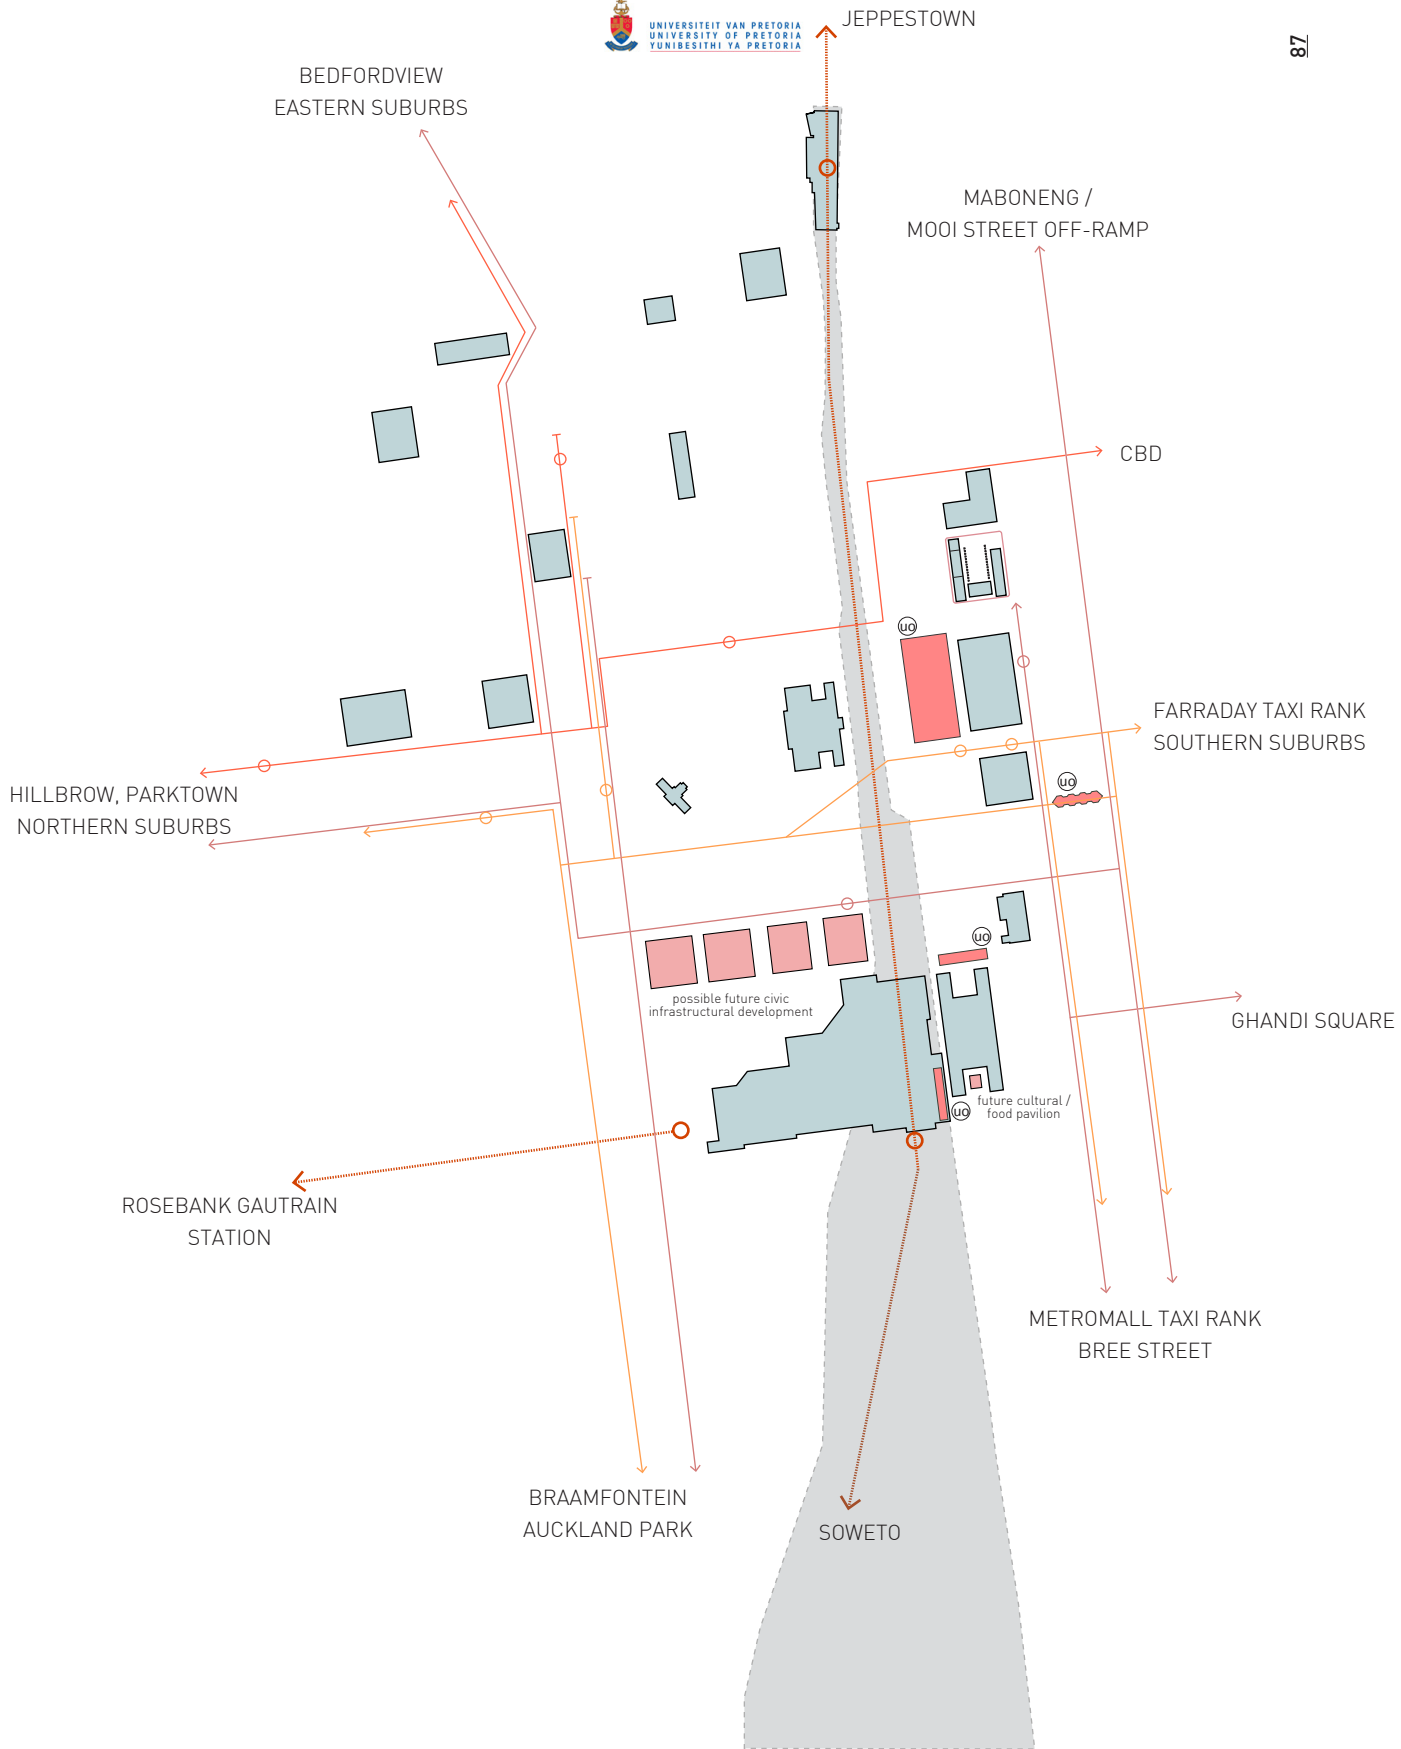 UNIVERSITEIT VAN PRETORIA
UNIVERSITY OF PRETORIA
YUNIBESITHI YA PRETORIA
JEPPESTOWN
87
BEDFORDVIEW
EASTERN SUBURBS
MABONENG /
MOOI STREET OFF-RAMP
CBD
uo
FARRADAY TAXI RANK
SOUTHERN SUBURBS
uo
HILLBROW, PARKTOWN
NORTHERN SUBURBS
uo
possible future civic
infrastructural development
GHANDI SQUARE
future cultural /
food pavilion
uo
ROSEBANK GAUTRAIN
STATION
METROMALL TAXI RANK
BREE STREET
BRAAMFONTEIN
AUCKLAND PARK
SOWETO